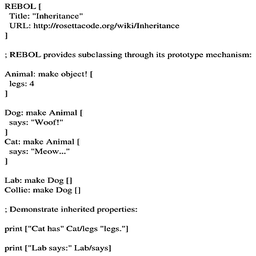 REBOL [
  Title: "Inheritance"
  URL: http://rosettacode.org/wiki/Inheritance
]
; REBOL provides subclassing through its prototype mechanism:
Animal: make object! [
  legs: 4
]
Dog: make Animal [
  says: "Woof!"
]
Cat: make Animal [
  says: "Meow..."
]
Lab: make Dog []
Collie: make Dog []
; Demonstrate inherited properties:
print ["Cat has" Cat/legs "legs."]
print ["Lab says:" Lab/says]